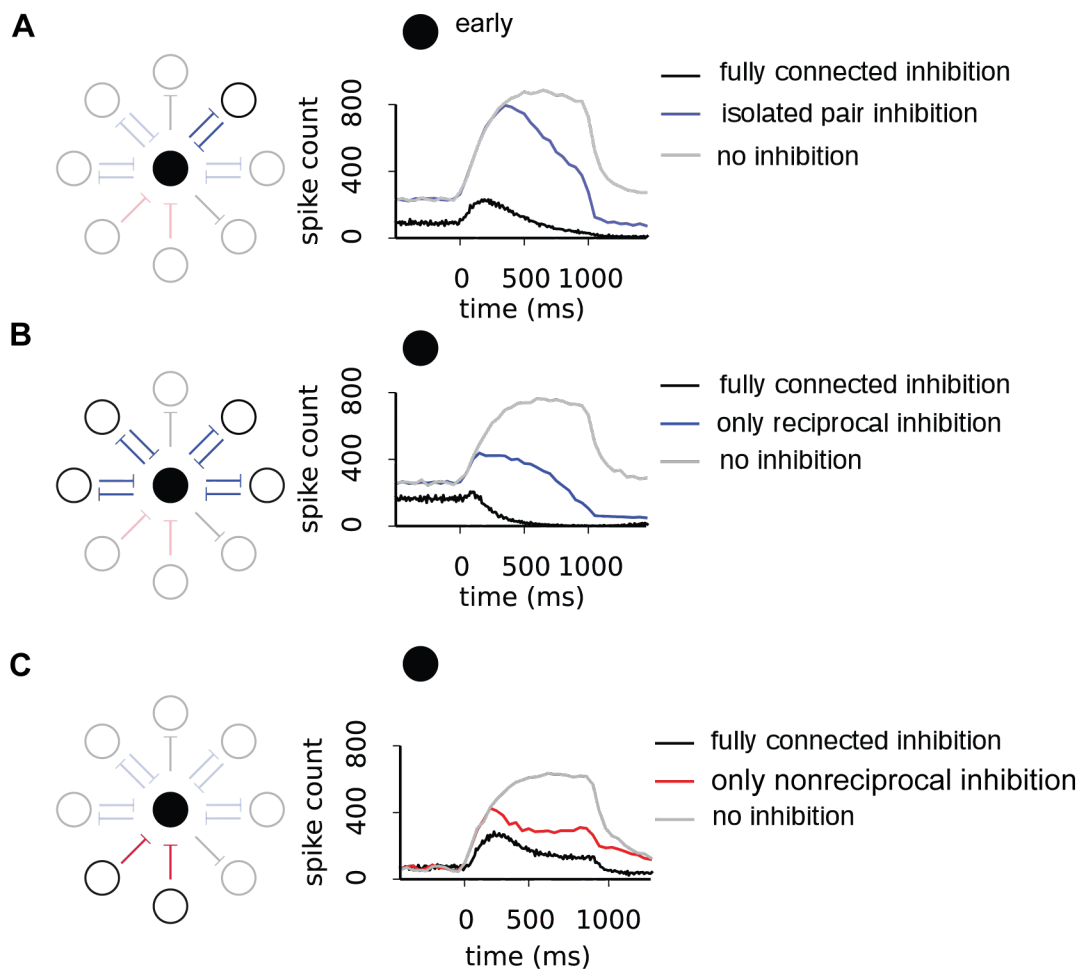 A
early
spike count
800
400
0
0 500 1000
time (ms)
fully connected inhibition
isolated pair inhibition
no inhibition
B
spike count
800
400
0
0 500 1000
time (ms)
fully connected inhibition
only reciprocal inhibition
no inhibition
C
spike count
800
400
0
0 500 1000
time (ms)
fully connected inhibition
only nonreciprocal inhibition
no inhibition